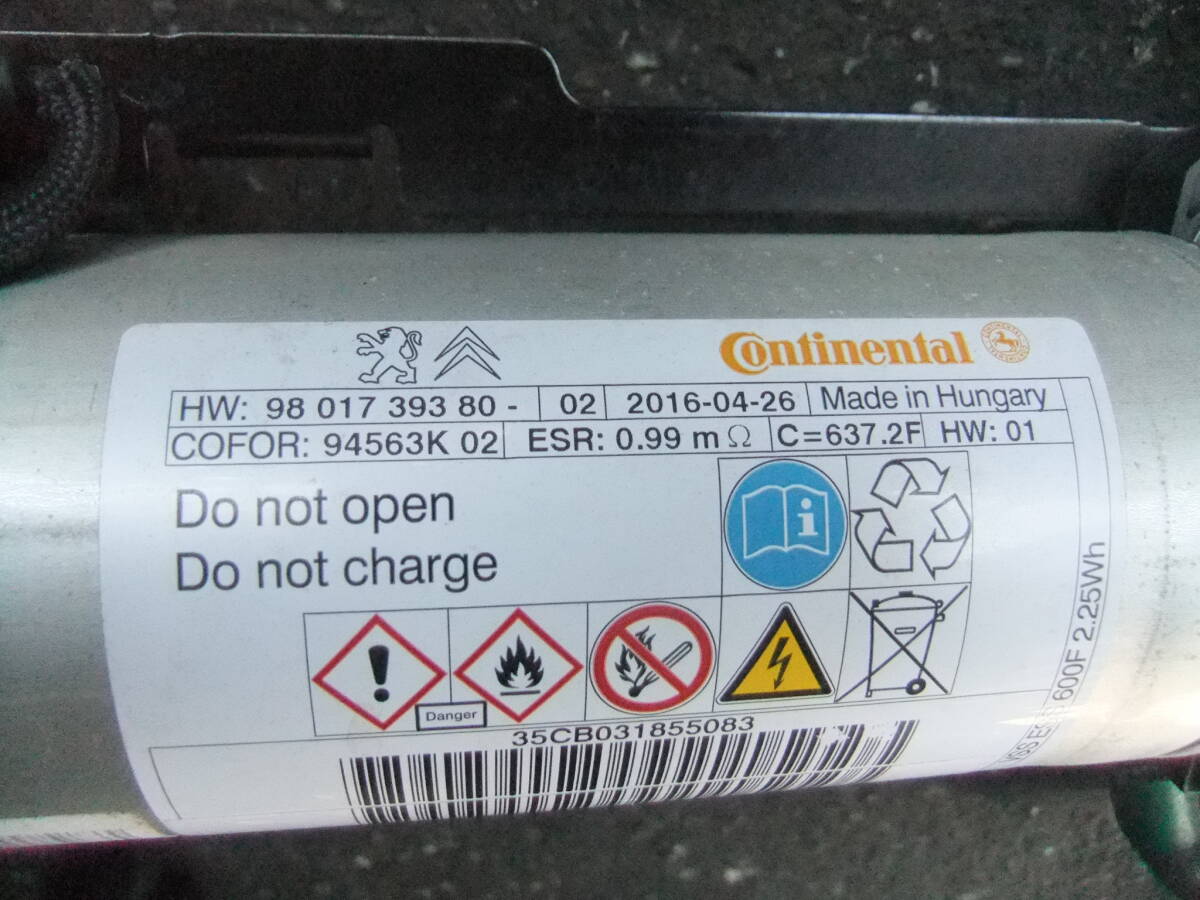 Continental
HW: 98 017 393 80 - 02 2016-04-26 Made in Hungary
COFOR: 94563K 02 ESR: 0.99 mΩ C=637.2F HW: 01
Do not open
Do not charge
Danger
35CB031855083
600F 2.25Wh